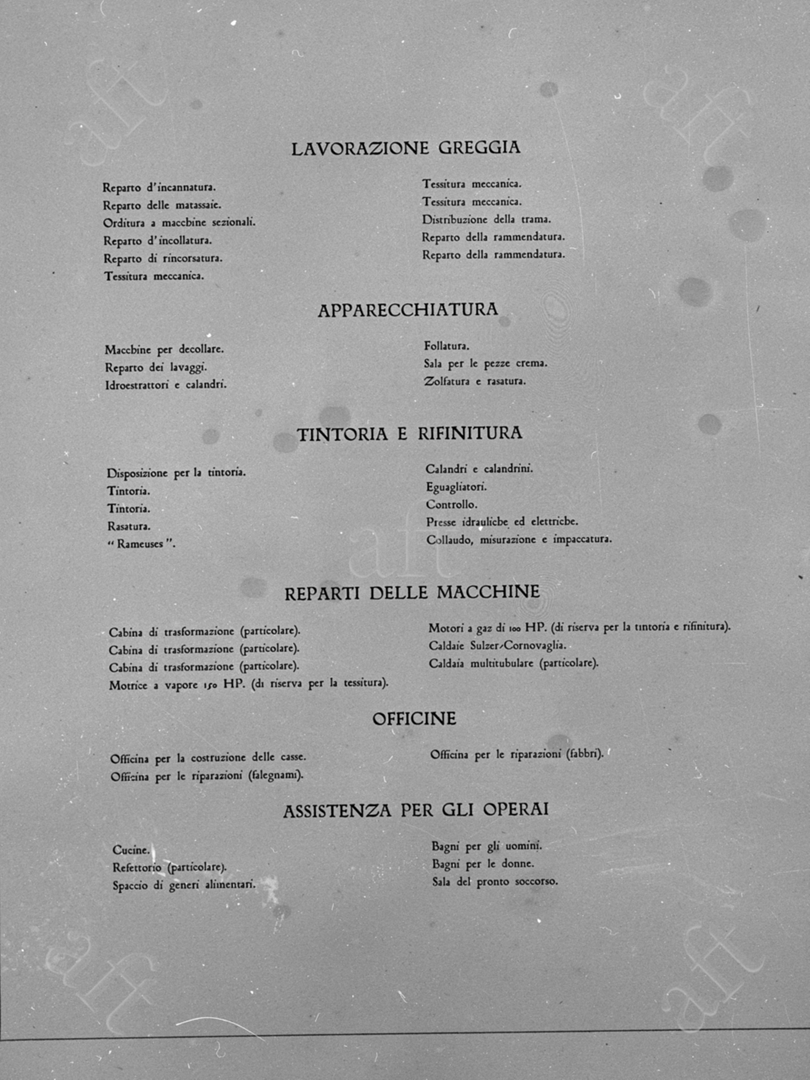 LAVORAZIONE GREGGIA
Reparto d'incannatura.
Reparto delle matassaie.
Orditura a macchine sezionali.
Reparto d'incollatura.
Reparto di rincorsatura.
Tessitura meccanica.
Tessitura meccanica.
Tessitura meccanica.
Distribuzione della trama.
Reparto della rammendatura.
Reparto della rammendatura.
APPARECCHIATURA
Macchine per decollare.
Reparto dei lavaggi.
Idroestrattori e calandri.
Follatura.
Sala per le pezze crema.
Zolfatura e rasatura.
TINTORIA E RIFINITURA
Disposizione per la tintoria.
Tintoria.
Tintoria.
Rasatura.
“ Rameuses ”.
Calandri e calandrini.
Eguagliatori.
Controllo.
Presse idrauliche ed elettriche.
Collaudo, misurazione e impaccatura.
REPARTI DELLE MACCHINE
Cabina di trasformazione (particolare).
Cabina di trasformazione (particolare).
Cabina di trasformazione (particolare).
Motrice a vapore 150 HP. (di riserva per la tessitura).
Motori a gaz di 100 HP. (di riserva per la tintoria e rifinitura).
Caldaie Sulzer-Cornovaglia.
Caldaia multitubulare (particolare).
OFFICINE
Officina per la costruzione delle casse.
Officina per le riparazioni (falegnami).
Officina per le riparazioni (fabbri).
ASSISTENZA PER GLI OPERAI
Cucine.
Refettorio (particolare).
Spaccio di generi alimentari.
Bagni per gli uomini.
Bagni per le donne.
Sala del pronto soccorso.
aft
aft
aft
aft
aft